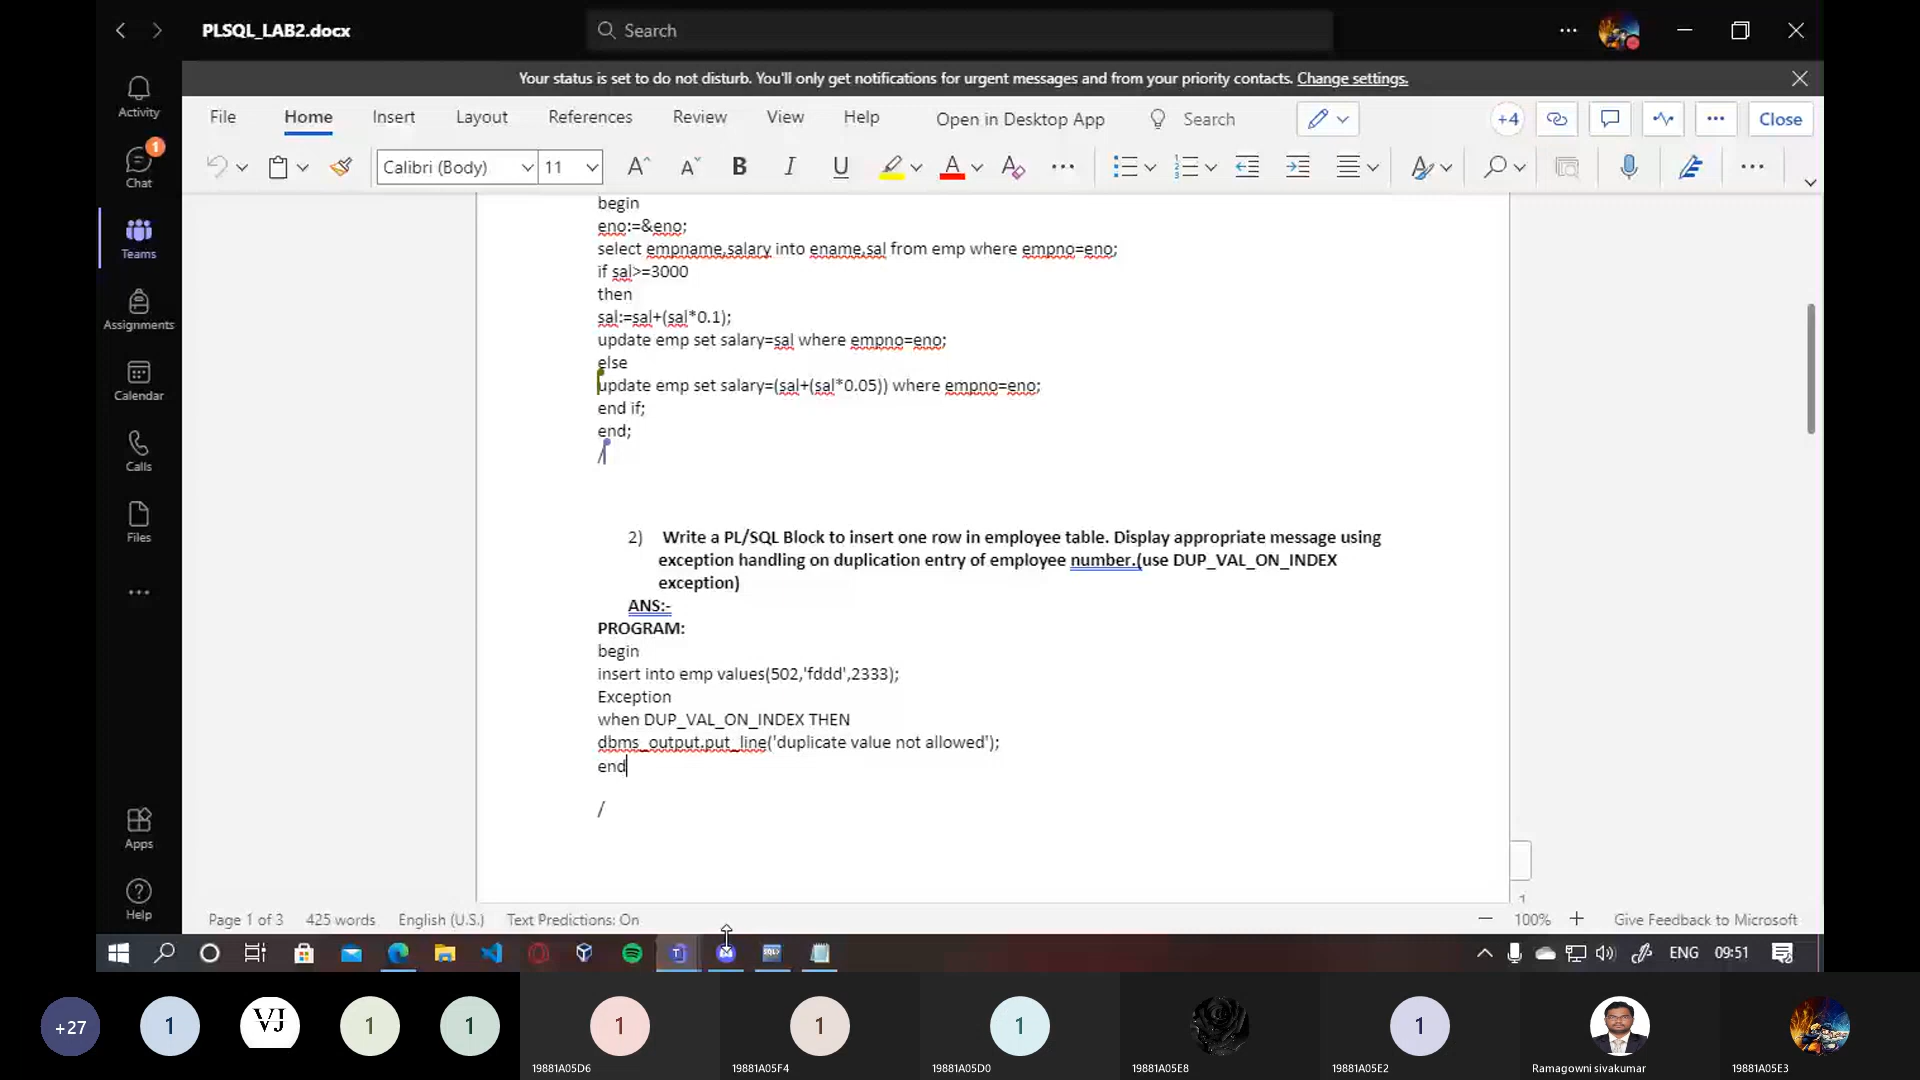 PLSQL_LAB2.docx
Search
Your status is set to do not disturb. You'll only get notifications for urgent messages and from your priority contacts. Change settings.
File Home Insert Layout References Review View Help Open in Desktop App Search +4 Close
Calibri (Body) 11 B I U A
Activity
Chat
1
Teams
Assignments
Calendar
Calls
Files
Apps
Help
begin
eno:=&eno;
select empname,salary into ename,sal from emp where empno=eno;
if sal>=3000
then
sal:=sal+(sal*0.1);
update emp set salary=sal where empno=eno;
else
update emp set salary=(sal+(sal*0.05)) where empno=eno;
end if;
end;
/
2) Write a PL/SQL Block to insert one row in employee table. Display appropriate message using
exception handling on duplication entry of employee number.(use DUP_VAL_ON_INDEX
exception)
ANS:-
PROGRAM:
begin
insert into emp values(502,'fddd',2333);
Exception
when DUP_VAL_ON_INDEX THEN
dbms_output.put_line('duplicate value not allowed');
end
/
Page 1 of 3 425 words English (U.S.) Text Predictions: On 100% Give Feedback to Microsoft
ENG 09:51
+27 1 VJ 1 1 1 1 1 1
19881A05D6 19881A05F4 19881A05D0 19881A05E8 19881A05E2 Ramagowni sivakumar 19881A05E3